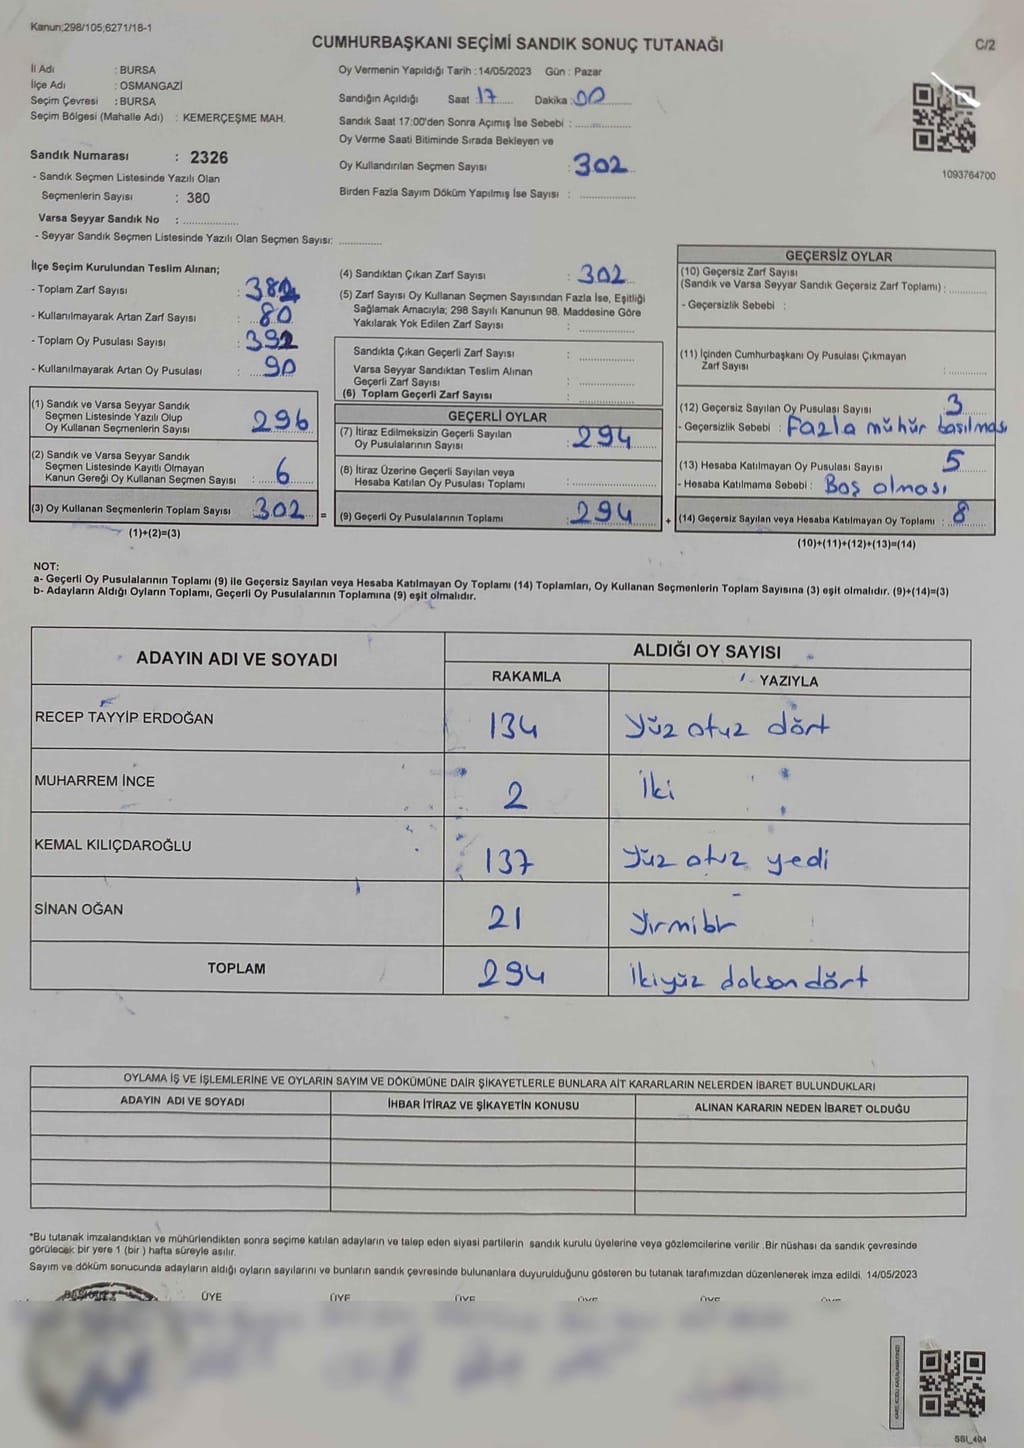 Kanun;298/105;6271/18-1
CUMHURBAŞKANI SEÇİMİ SANDIK SONUÇ TUTANAĞI
C/2
İl Adı : BURSA
İlçe Adı : OSMANGAZİ
Seçim Çevresi : BURSA
Seçim Bölgesi (Mahalle Adı) : KEMERÇEŞME MAH.
Sandık Numarası : 2326
- Sandık Seçmen Listesinde Yazılı Olan
Seçmenlerin Sayısı : 380
Varsa Seyyar Sandık No : ..............
- Seyyar Sandık Seçmen Listesinde Yazılı Olan Seçmen Sayısı: ............
Oy Vermenin Yapıldığı Tarih : 14/05/2023 Gün : Pazar
Sandığın Açıldığı Saat 17 Dakika : 00
Sandık Saat 17:00'den Sonra Açımış İse Sebebi : ..............
Oy Verme Saati Bitiminde Sırada Bekleyen ve
Oy Kullandırılan Seçmen Sayısı : 302
Birden Fazla Sayım Döküm Yapılmış İse Sayısı : ..............
1093764700
İlçe Seçim Kurulundan Teslim Alınan;
- Toplam Zarf Sayısı :
- Kullanılmayarak Artan Zarf Sayısı : 80
- Toplam Oy Pusulası Sayısı : 392
- Kullanılmayarak Artan Oy Pusulası : 90
(1) Sandık ve Varsa Seyyar Sandık
Seçmen Listesinde Yazılı Olup
Oy Kullanan Seçmenlerin Sayısı 296
(2) Sandık ve Varsa Seyyar Sandık
Seçmen Listesinde Kayıtlı Olmayan
Kanun Gereği Oy Kullanan Seçmen Sayısı : 6
(3) Oy Kullanan Seçmenlerin Toplam Sayısı : 302 =
(1)+(2)=(3)
(4) Sandıktan Çıkan Zarf Sayısı : 302
(5) Zarf Sayısı Oy Kullanan Seçmen Sayısından Fazla İse, Eşitliği
Sağlamak Amacıyla; 298 Sayılı Kanunun 98. Maddesine Göre
Yakılarak Yok Edilen Zarf Sayısı : ..............
Sandıkta Çıkan Geçerli Zarf Sayısı : ..............
Varsa Seyyar Sandıktan Teslim Alınan
Geçerli Zarf Sayısı : ..............
(6) Toplam Geçerli Zarf Sayısı : ..............
GEÇERLİ OYLAR
(7) İtiraz Edilmeksizin Geçerli Sayılan
Oy Pusulalarının Sayısı : 294
(8) İtiraz Üzerine Geçerli Sayılan veya
Hesaba Katılan Oy Pusulası Toplamı : ..............
(9) Geçerli Oy Pusulalarının Toplamı : 294 +
GEÇERSİZ OYLAR
(10) Geçersiz Zarf Sayısı
(Sandık ve Varsa Seyyar Sandık Geçersiz Zarf Toplamı) : ............
- Geçersizlik Sebebi :
(11) İçinden Cumhurbaşkanı Oy Pusulası Çıkmayan
Zarf Sayısı : ............
(12) Geçersiz Sayılan Oy Pusulası Sayısı 3
- Geçersizlik Sebebi : Fazla mühür basılması
(13) Hesaba Katılmayan Oy Pusulası Sayısı 5
- Hesaba Katılmama Sebebi : Boş olması
(14) Geçersiz Sayılan veya Hesaba Katılmayan Oy Toplamı : 8
(10)+(11)+(12)+(13)=(14)
NOT:
a- Geçerli Oy Pusulalarının Toplamı (9) ile Geçersiz Sayılan veya Hesaba Katılmayan Oy Toplamı (14) Toplamları, Oy Kullanan Seçmenlerin Toplam Sayısına (3) eşit olmalıdır. (9)+(14)=(3)
b- Adayların Aldığı Oyların Toplamı, Geçerli Oy Pusulalarının Toplamına (9) eşit olmalıdır.
ADAYIN ADI VE SOYADI ALDIĞI OY SAYISI
RAKAMLA YAZIYLA
RECEP TAYYİP ERDOĞAN 134 Yüz otuz dört
MUHARREM İNCE 2 İki
KEMAL KILIÇDAROĞLU 137 Yüz otuz yedi
SİNAN OĞAN 21 Yirmibir
TOPLAM 294 İkiyüz doksan dört
OYLAMA İŞ VE İŞLEMLERİNE VE OYLARIN SAYIM VE DÖKÜMÜNE DAİR ŞİKAYETLERLE BUNLARA AİT KARARLARIN NELERDEN İBARET BULUNDUKLARI
ADAYIN ADI VE SOYADI İHBAR İTİRAZ VE ŞİKAYETİN KONUSU ALINAN KARARIN NEDEN İBARET OLDUĞU
*Bu tutanak imzalandıktan ve mühürlendikten sonra seçime katılan adayların ve talep eden siyasi partilerin sandık kurulu üyelerine veya gözlemcilerine verilir .Bir nüshası da sandık çevresinde
görülecek bir yere 1 (bir ) hafta süreyle asılır.
Sayım ve döküm sonucunda adayların aldığı oyların sayılarını ve bunların sandık çevresinde bulunanlara duyurulduğunu gösteren bu tutanak tarafımızdan düzenlenerek imza edildi. 14/05/2023
BAŞKAN ÜYE ÜYE ÜYE ÜYE ÜYE ÜYE
SBI_404